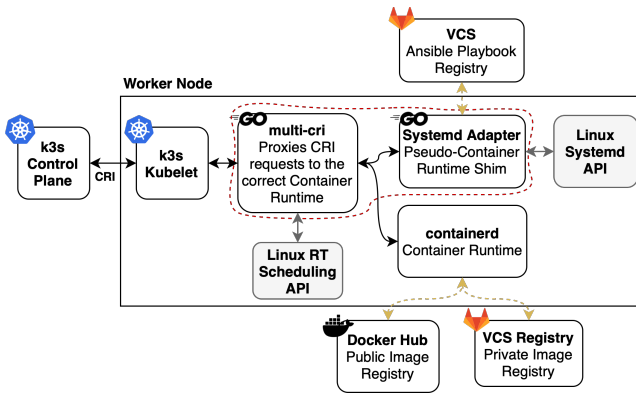 VCS
Ansible Playbook
Registry
Worker Node
k3s
Control
Plane
CRI
k3s
Kubelet
GO
multi-cri
Proxies CRI
requests to the
correct Container
Runtime
GO
Systemd Adapter
Pseudo-Container
Runtime Shim
Linux
Systemd
API
Linux RT
Scheduling
API
containerd
Container Runtime
Docker Hub
Public Image
Registry
VCS Registry
Private Image
Registry